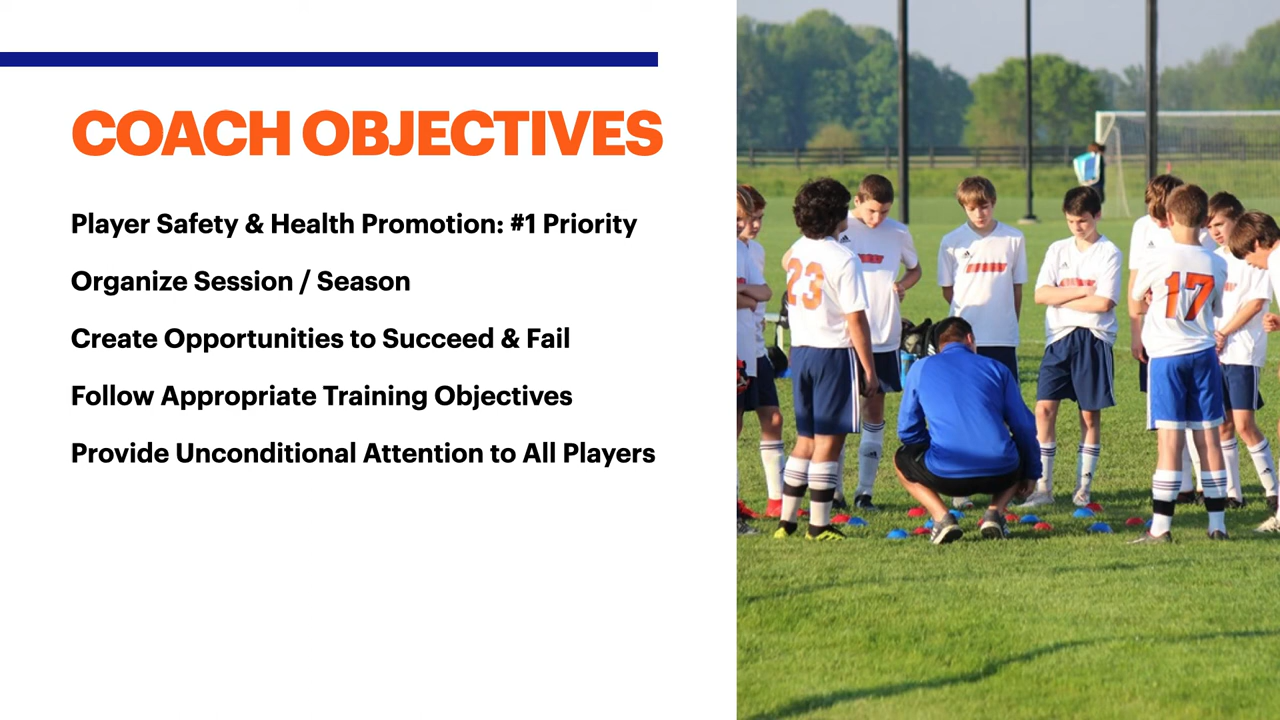 COACH OBJECTIVES
Player Safety & Health Promotion: #1 Priority
Organize Session / Season
Create Opportunities to Succeed & Fail
Follow Appropriate Training Objectives
Provide Unconditional Attention to All Players
23
17